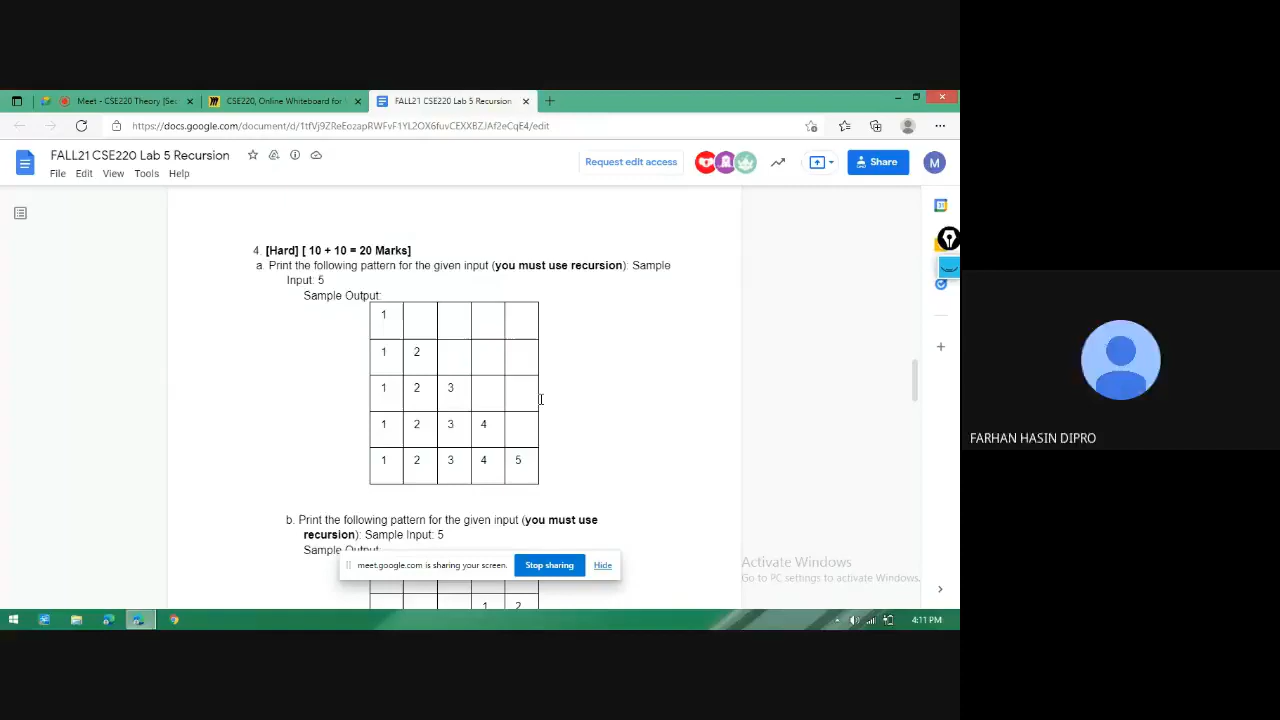 Meet - CSE220 Theory [Sec
CSE220, Online Whiteboard for
FALL21 CSE220 Lab 5 Recursion
https://docs.google.com/document/d/1tfVj9ZReEozapRWFvF1YL2OX6fuvCEXXBZJAf2eCqE4/edit
FALL21 CSE220 Lab 5 Recursion
Request edit access
Share
M
File Edit View Tools Help
31
4. [Hard] [ 10 + 10 = 20 Marks]
a. Print the following pattern for the given input (you must use recursion): Sample
Input: 5
Sample Output:
1
1 2
1 2 3
1 2 3 4
1 2 3 4 5
b. Print the following pattern for the given input (you must use
recursion): Sample Input: 5
Sample Output:
meet.google.com is sharing your screen.
Stop sharing
Hide
1 2
Activate Windows
Go to PC settings to activate Windows.
4:11 PM
FARHAN HASIN DIPRO